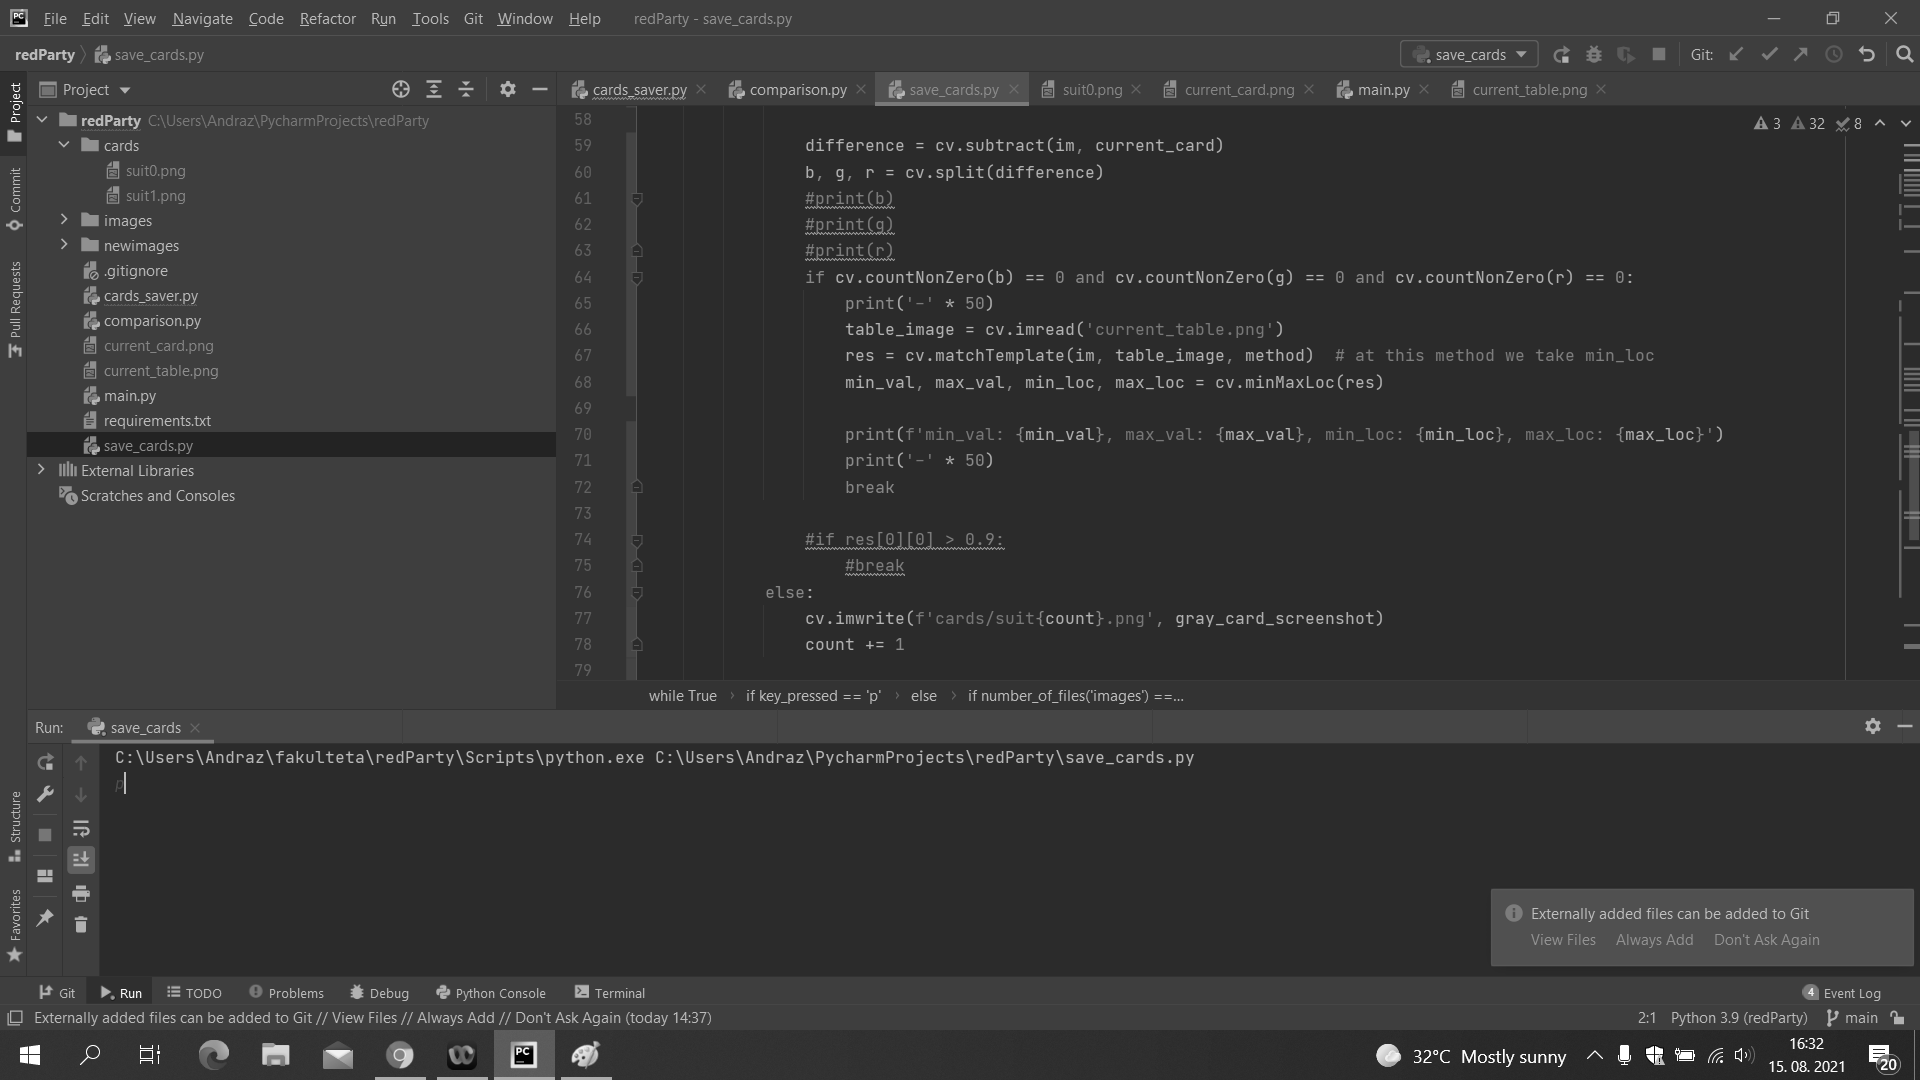 PC File Edit View Navigate Code Refactor Run Tools Git Window Help redParty - save_cards.py
redParty save_cards.py save_cards Git:
Project
cards_saver.py comparison.py save_cards.py suit0.png current_card.png main.py current_table.png
redParty C:\Users\Andraz\PycharmProjects\redParty
cards
suit0.png
suit1.png
images
newimages
.gitignore
cards_saver.py
comparison.py
current_card.png
current_table.png
main.py
requirements.txt
save_cards.py
External Libraries
Scratches and Consoles
Project
Commit
Pull Requests
Structure
Favorites
3 32 8
58
59 difference = cv.subtract(im, current_card)
60 b, g, r = cv.split(difference)
61 #print(b)
62 #print(g)
63 #print(r)
64 if cv.countNonZero(b) == 0 and cv.countNonZero(g) == 0 and cv.countNonZero(r) == 0:
65 print('-' * 50)
66 table_image = cv.imread('current_table.png')
67 res = cv.matchTemplate(im, table_image, method)  # at this method we take min_loc
68 min_val, max_val, min_loc, max_loc = cv.minMaxLoc(res)
69
70 print(f'min_val: {min_val}, max_val: {max_val}, min_loc: {min_loc}, max_loc: {max_loc}')
71 print('-' * 50)
72 break
73
74 #if res[0][0] > 0.9:
75 #break
76 else:
77 cv.imwrite(f'cards/suit{count}.png', gray_card_screenshot)
78 count += 1
79
while True if key_pressed == 'p' else if number_of_files('images') ==...
Run: save_cards
C:\Users\Andraz\fakulteta\redParty\Scripts\python.exe C:\Users\Andraz\PycharmProjects\redParty\save_cards.py
p
Externally added files can be added to Git
View Files Always Add Don't Ask Again
Git Run TODO Problems Debug Python Console Terminal 4 Event Log
Externally added files can be added to Git // View Files // Always Add // Don't Ask Again (today 14:37) 2:1 Python 3.9 (redParty) main
PC 32°C Mostly sunny 16:32
15. 08. 2021 20